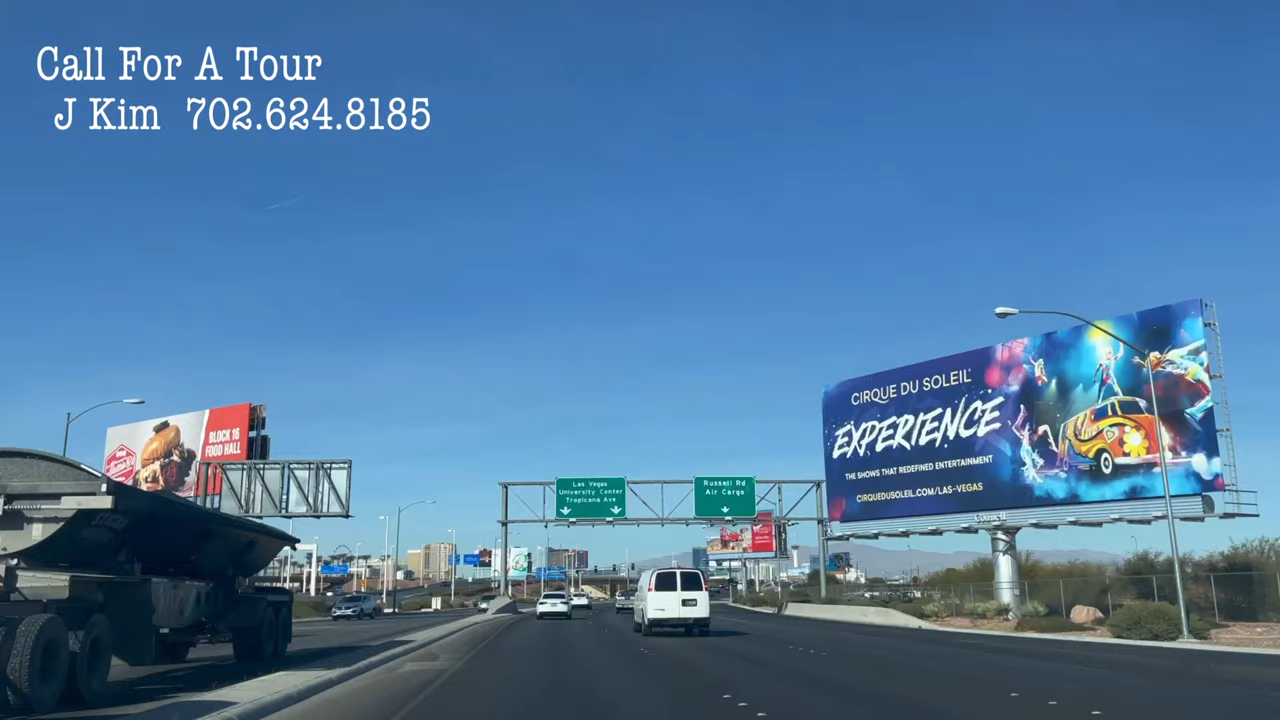 Call For A Tour
J Kim 702.624.8185
CIRQUE DU SOLEIL
EXPERIENCE
THE SHOWS THAT REDEFINED ENTERTAINMENT
CIRQUEDUSOLEIL.COM/LAS-VEGAS
BLOCK 16
FOOD HALL
Las Vegas
University Center
Tropicana Ave
Russell Rd
Air Cargo